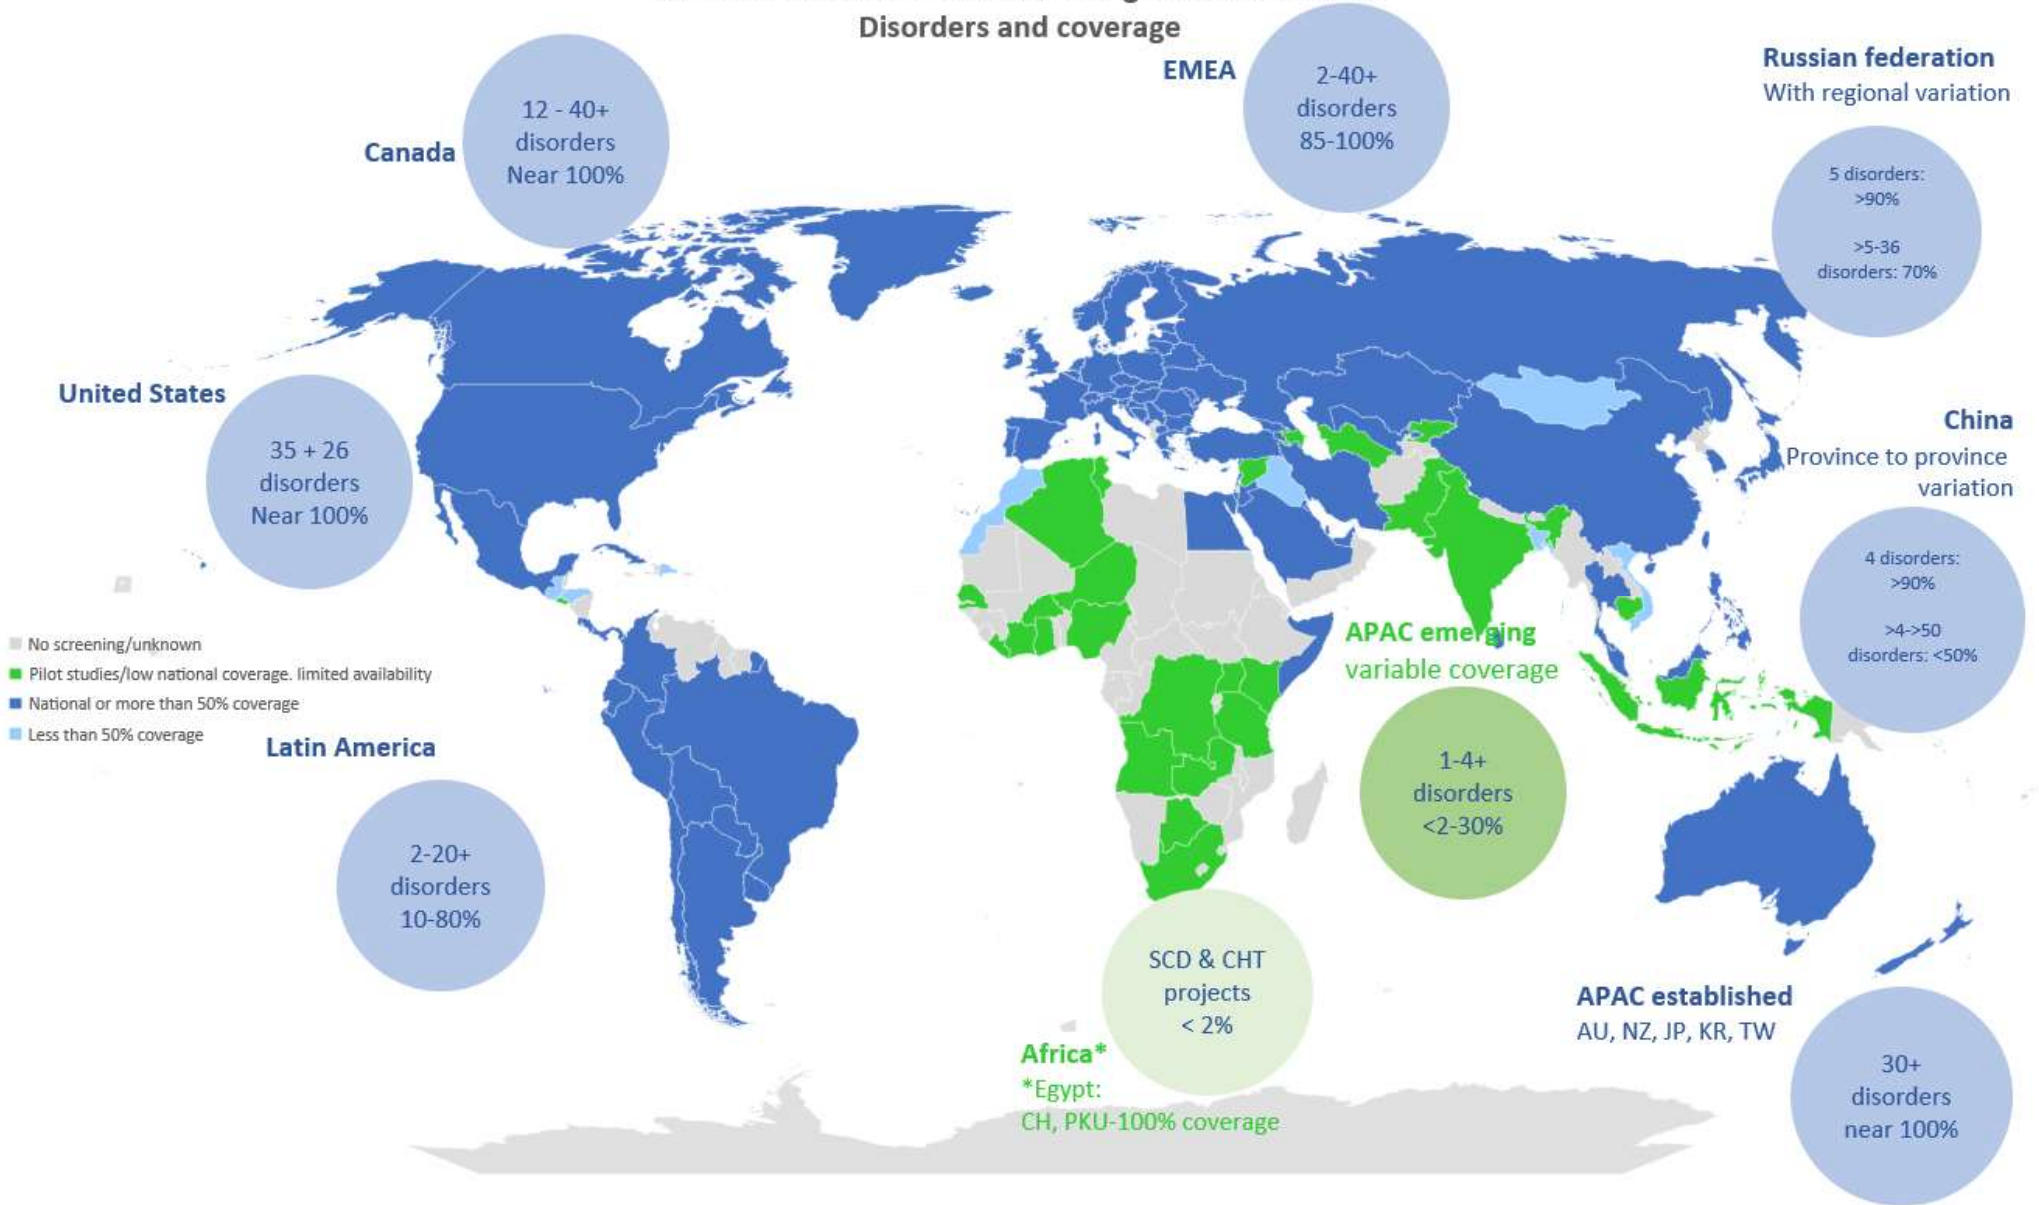 Disorders and coverage
EMEA
2-40+
disorders
85-100%
Russian federation
With regional variation
5 disorders:
>90%
>5-36
disorders: 70%
Canada
12 - 40+
disorders
Near 100%
United States
35 + 26
disorders
Near 100%
China
Province to province
variation
4 disorders:
>90%
>4->50
disorders: <50%
No screening/unknown
Pilot studies/low national coverage. limited availability
National or more than 50% coverage
Less than 50% coverage
Latin America
2-20+
disorders
10-80%
APAC emerging
variable coverage
1-4+
disorders
<2-30%
SCD & CHT
projects
< 2%
Africa*
*Egypt:
CH, PKU-100% coverage
APAC established
AU, NZ, JP, KR, TW
30+
disorders
near 100%